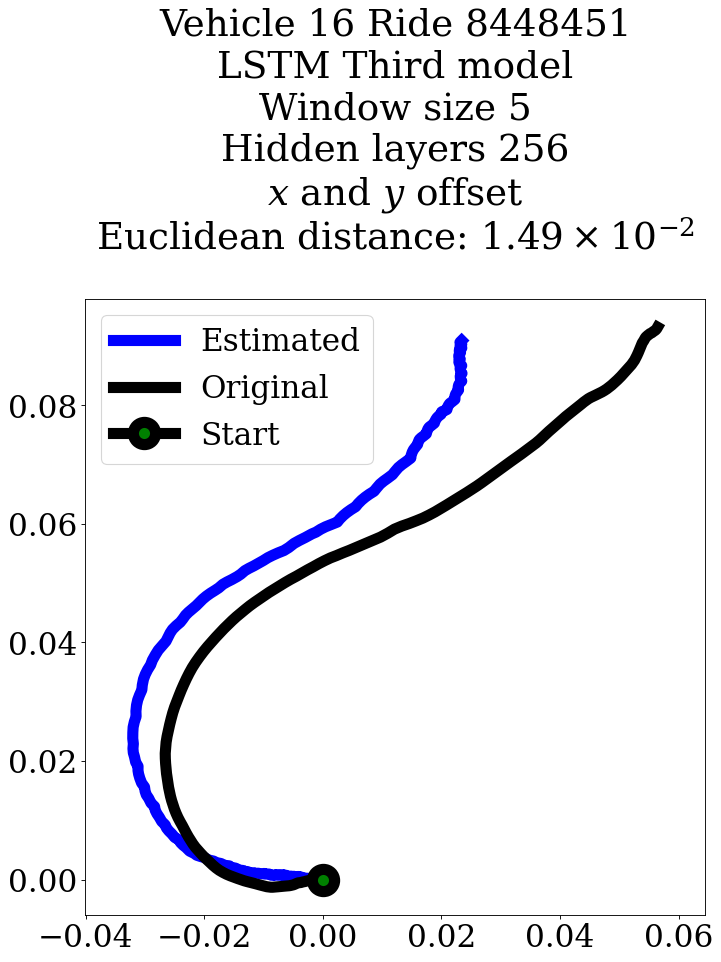 Vehicle 16 Ride 8448451
LSTM Third model
Window size 5
Hidden layers 256
x and y offset
Euclidean distance: 1.49 × 10⁻²
Estimated
Original
Start
0.08
0.06
0.04
0.02
0.00
−0.04 −0.02 0.00 0.02 0.04 0.06